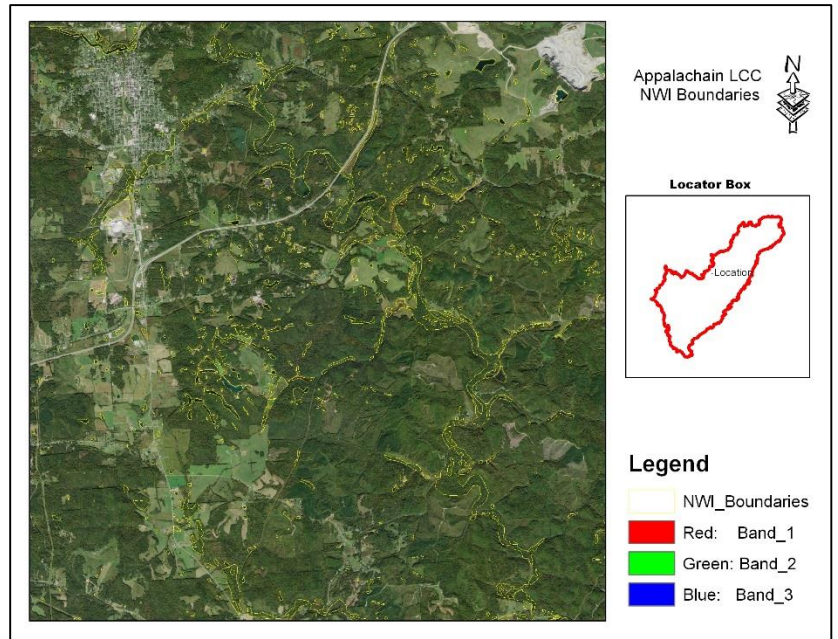 Appalachain LCC
NWI Boundaries
N
Locator Box
Location
Legend
NWI_Boundaries
Red: Band_1
Green: Band_2
Blue: Band_3